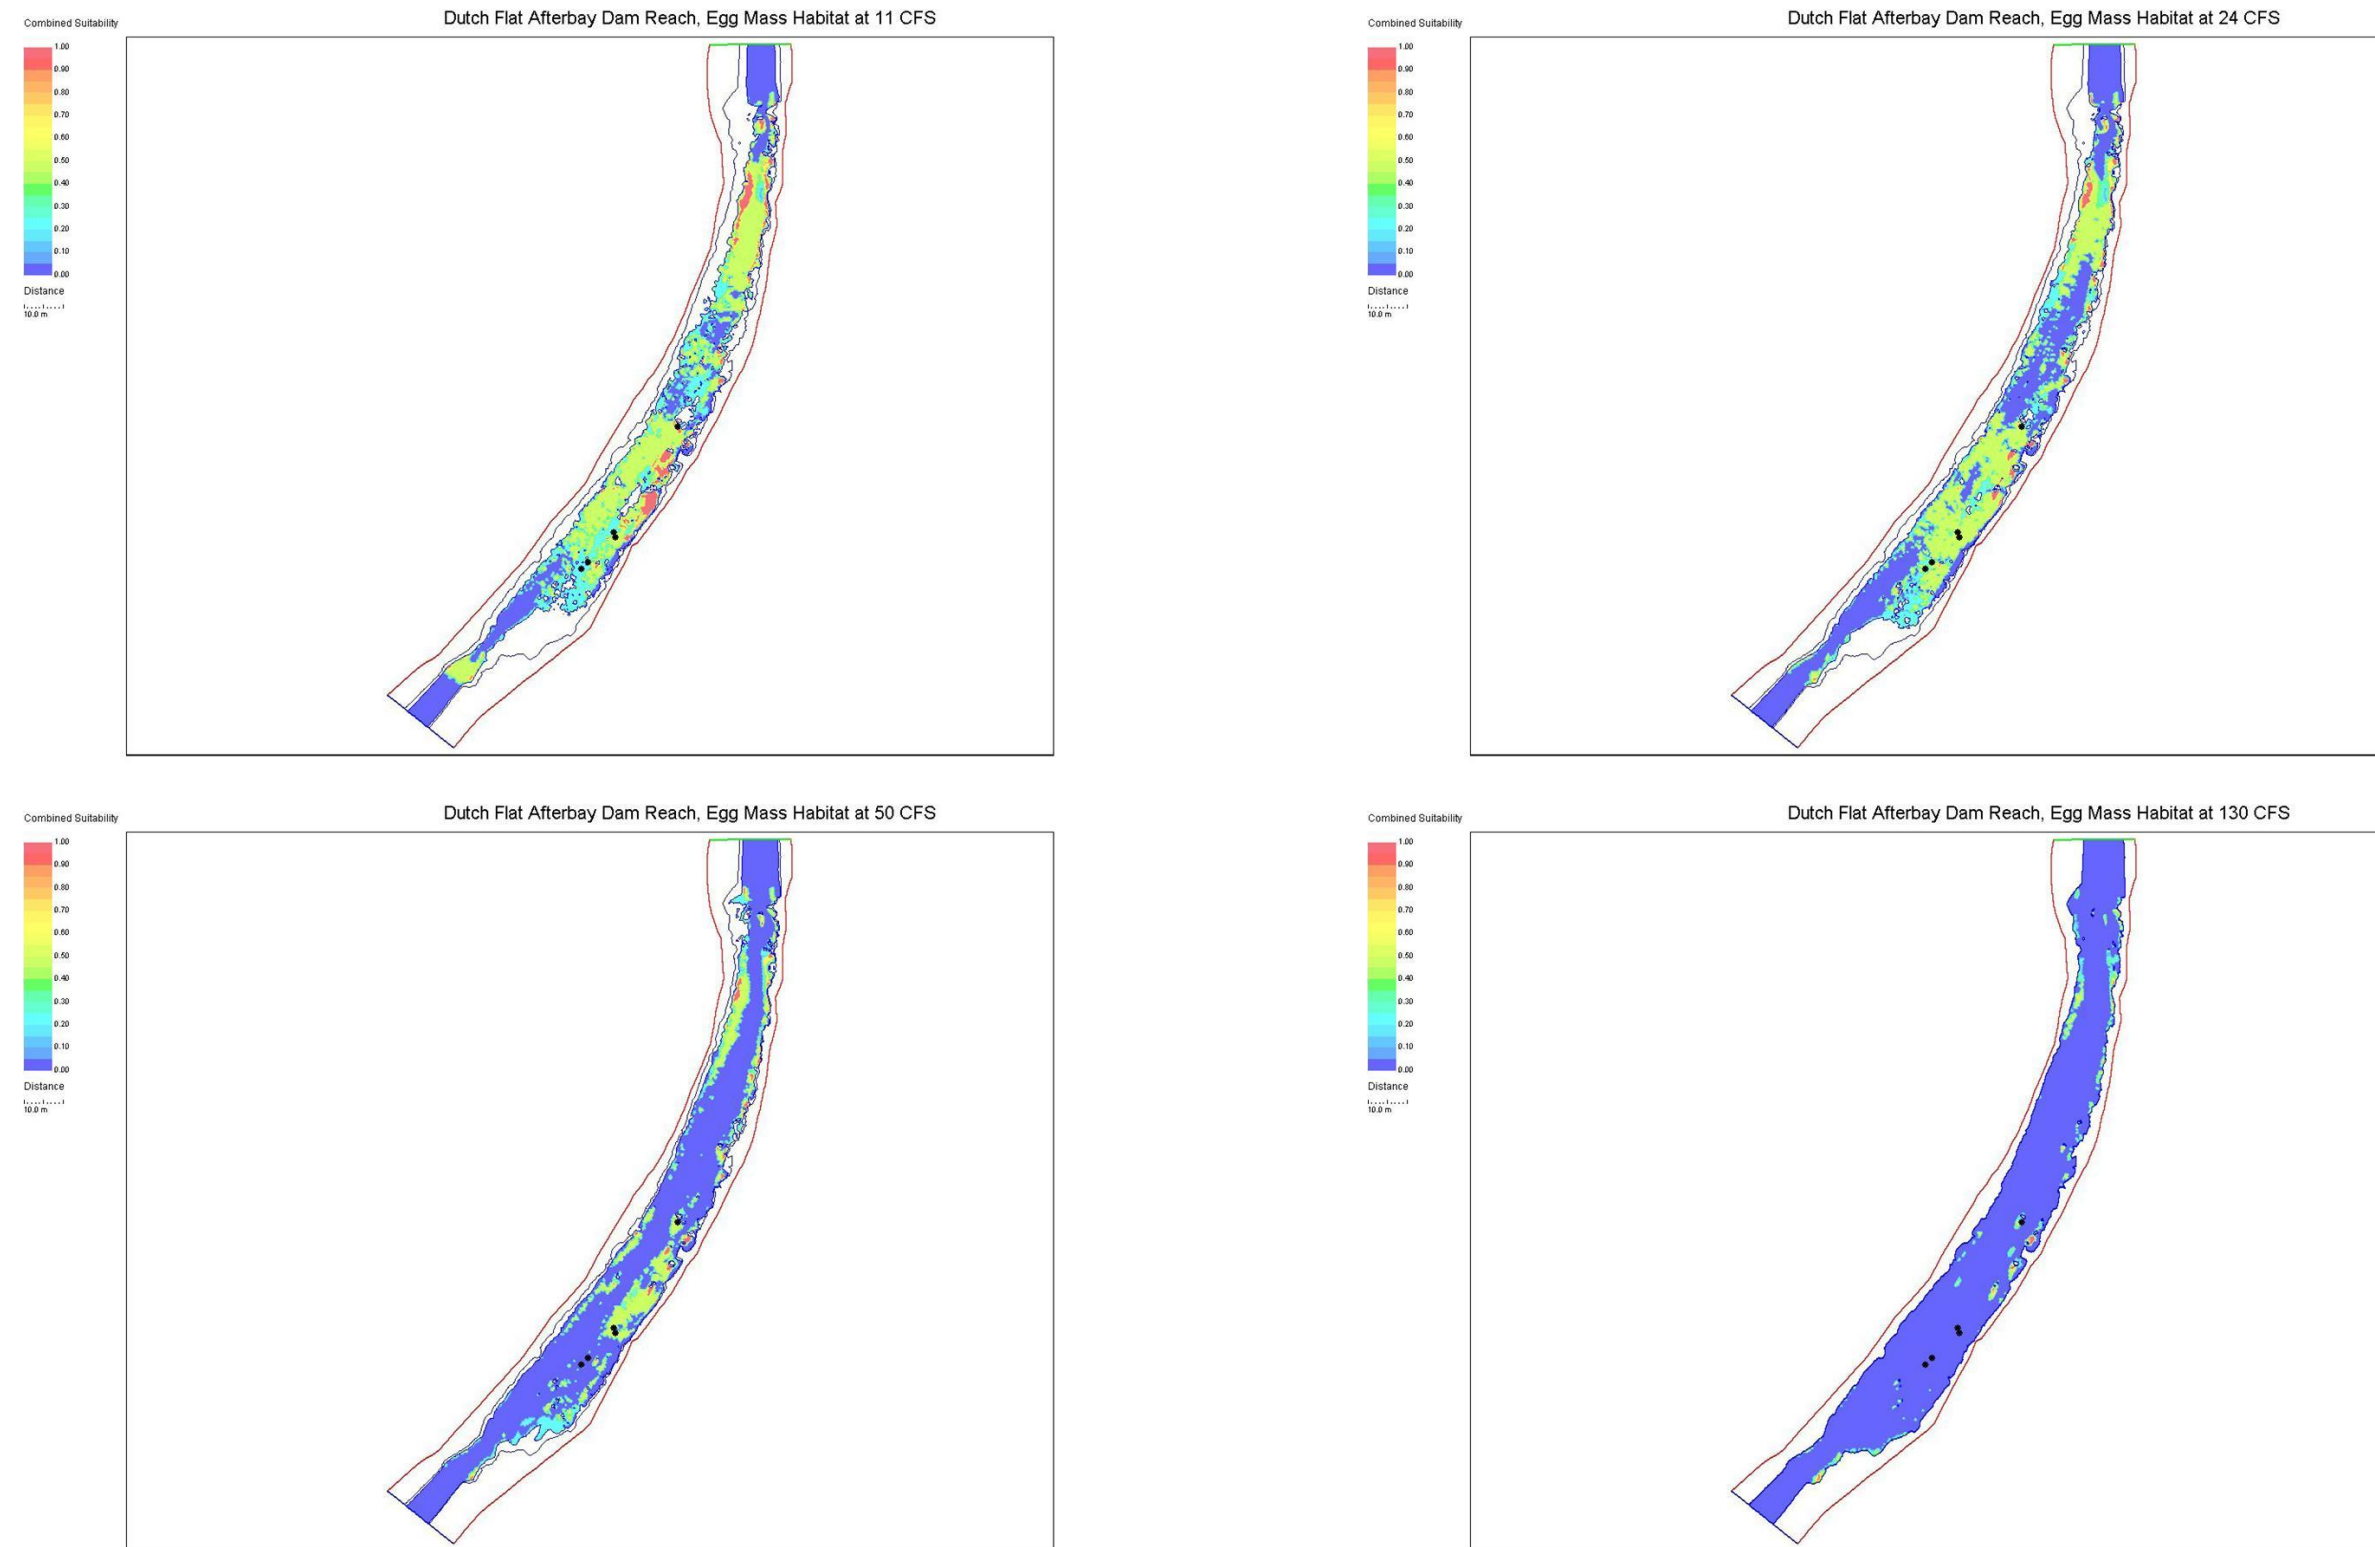 Dutch Flat Afterbay Dam Reach, Egg Mass Habitat at 11 CFS
Combined Suitability
1.00
0.90
0.80
0.70
0.60
0.50
0.40
0.30
0.20
0.10
0.00
Distance
10.0 m
Dutch Flat Afterbay Dam Reach, Egg Mass Habitat at 24 CFS
Combined Suitability
1.00
0.90
0.80
0.70
0.60
0.50
0.40
0.30
0.20
0.10
0.00
Distance
10.0 m
Dutch Flat Afterbay Dam Reach, Egg Mass Habitat at 50 CFS
Combined Suitability
1.00
0.90
0.80
0.70
0.60
0.50
0.40
0.30
0.20
0.10
0.00
Distance
10.0 m
Dutch Flat Afterbay Dam Reach, Egg Mass Habitat at 130 CFS
Combined Suitability
1.00
0.90
0.80
0.70
0.60
0.50
0.40
0.30
0.20
0.10
0.00
Distance
10.0 m